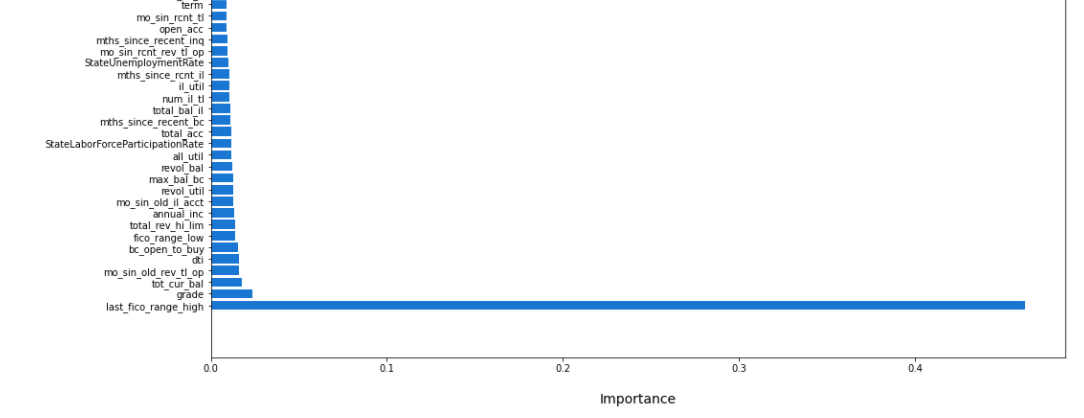 term
mo_sin_rcnt_tl
open_acc
mths_since_recent_inq
mo_sin_rcnt_rev_tl_op
StateUnemploymentRate
mths_since_rcnt_il
il_util
num_il_tl
total_bal_il
mths_since_recent_bc
total_acc
StateLaborForceParticipationRate
all_util
revol_bal
max_bal_bc
revol_util
mo_sin_old_il_acct
annual_inc
total_rev_hi_lim
fico_range_low
bc_open_to_buy
dti
mo_sin_old_rev_tl_op
tot_cur_bal
grade
last_fico_range_high
0.0 0.1 0.2 0.3 0.4
Importance